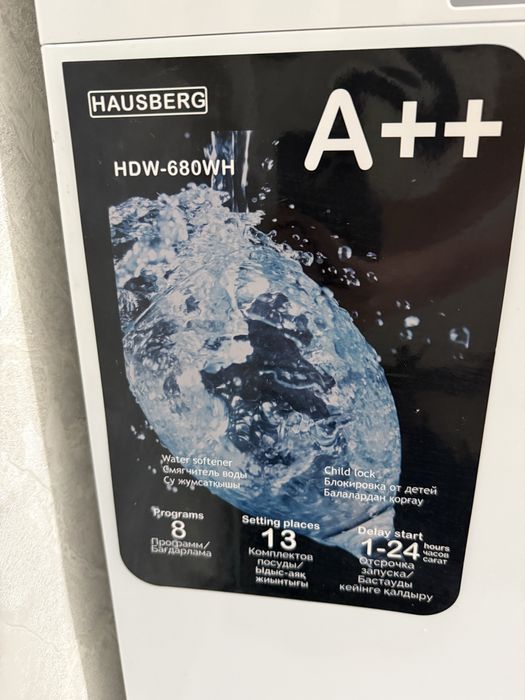 HAUSBERG
A++
HDW-680WH
Water softener
Смягчитель воды
Су жумсатқышы
Child lock
Блокировка от детей
Балалардан қорғау
Programs
8
Программ/
Бағдарлама
Setting places
13
Комплектов
посуды/
Ыдыс-аяқ
жиынтығы
Delay start
1-24 hours
часов
сағат
Отсрочка
запуска/
Бастауды
кейінге қалдыру